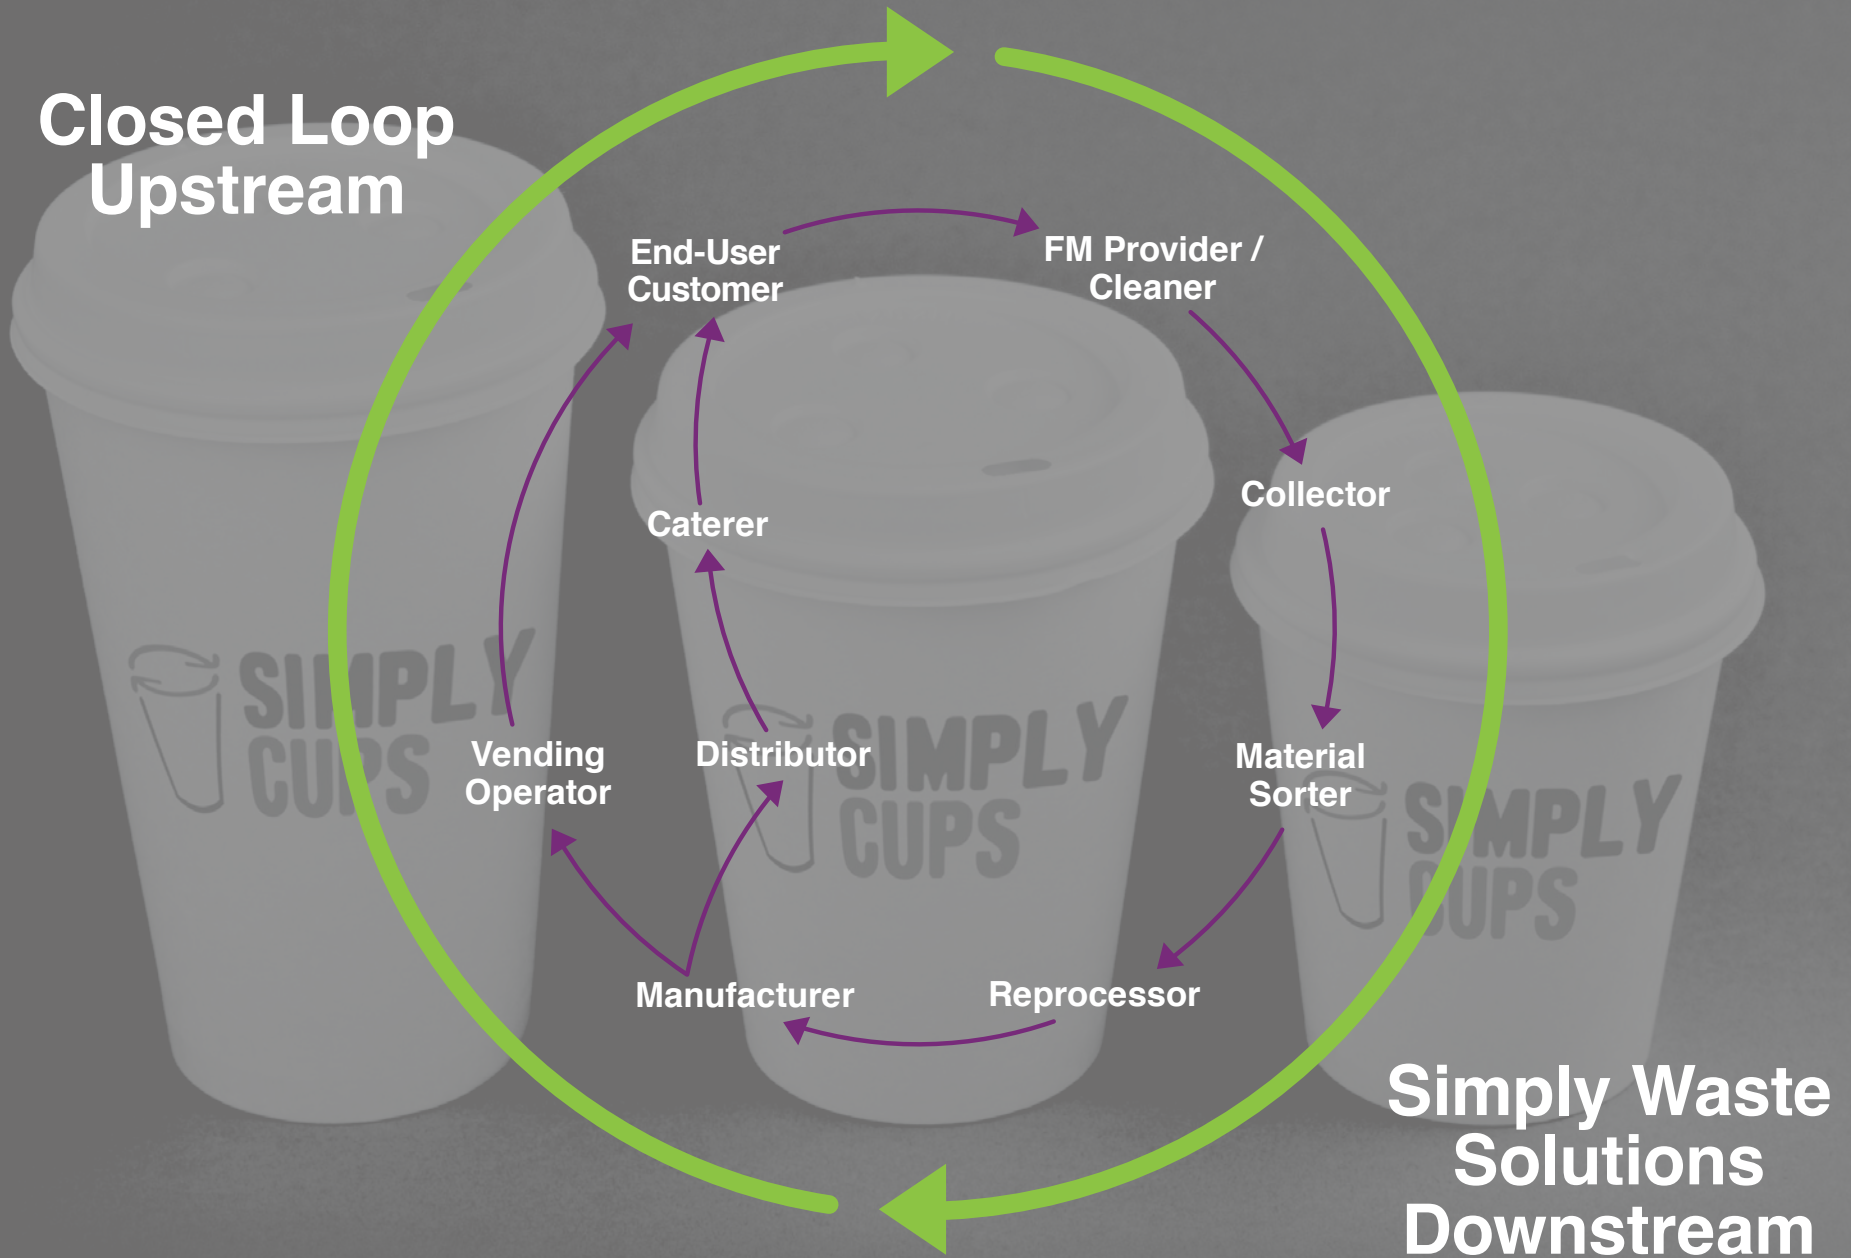 Closed Loop
Upstream
End-User
Customer
FM Provider /
Cleaner
Collector
Caterer
Vending
Operator
Distributor
Material
Sorter
Manufacturer
Reprocessor
SIMPLY
CUPS
SIMPLY
CUPS
SIMPLY
CUPS
Simply Waste
Solutions
Downstream